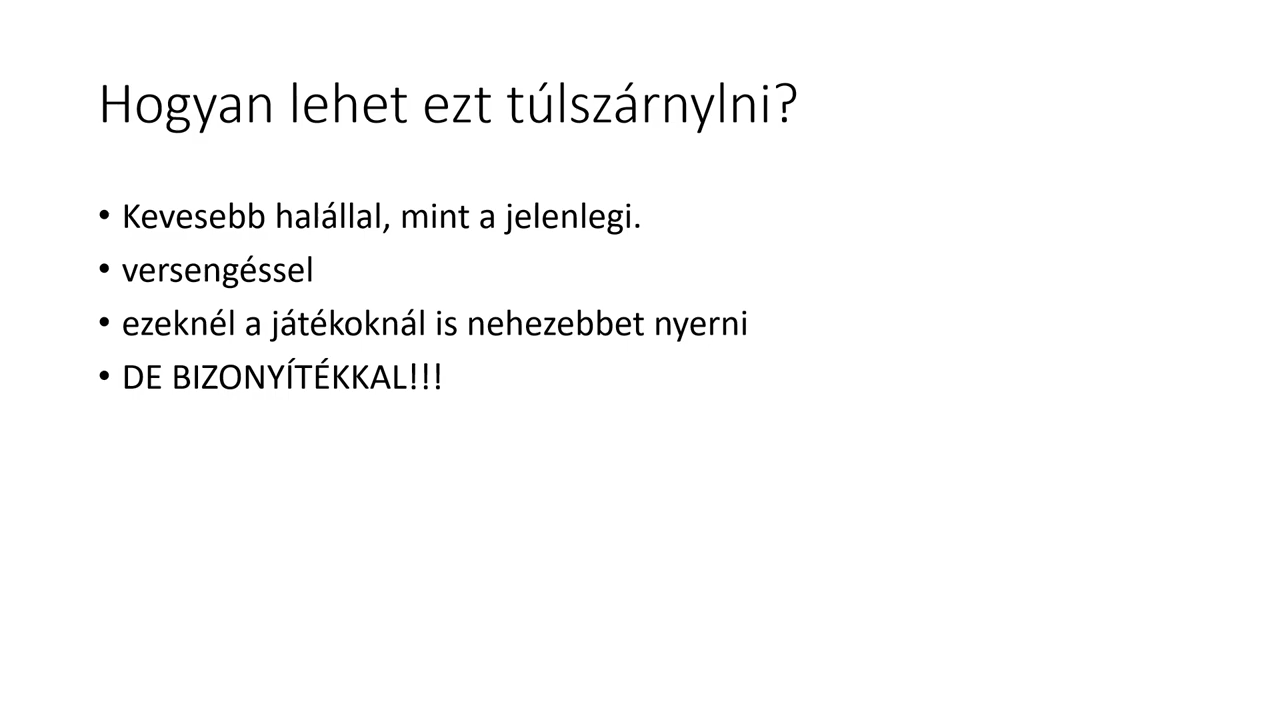 Hogyan lehet ezt túlszárnylni?
• Kevesebb halállal, mint a jelenlegi.
• versengéssel
• ezeknél a játékoknál is nehezebbet nyerni
• DE BIZONYÍTÉKKAL!!!